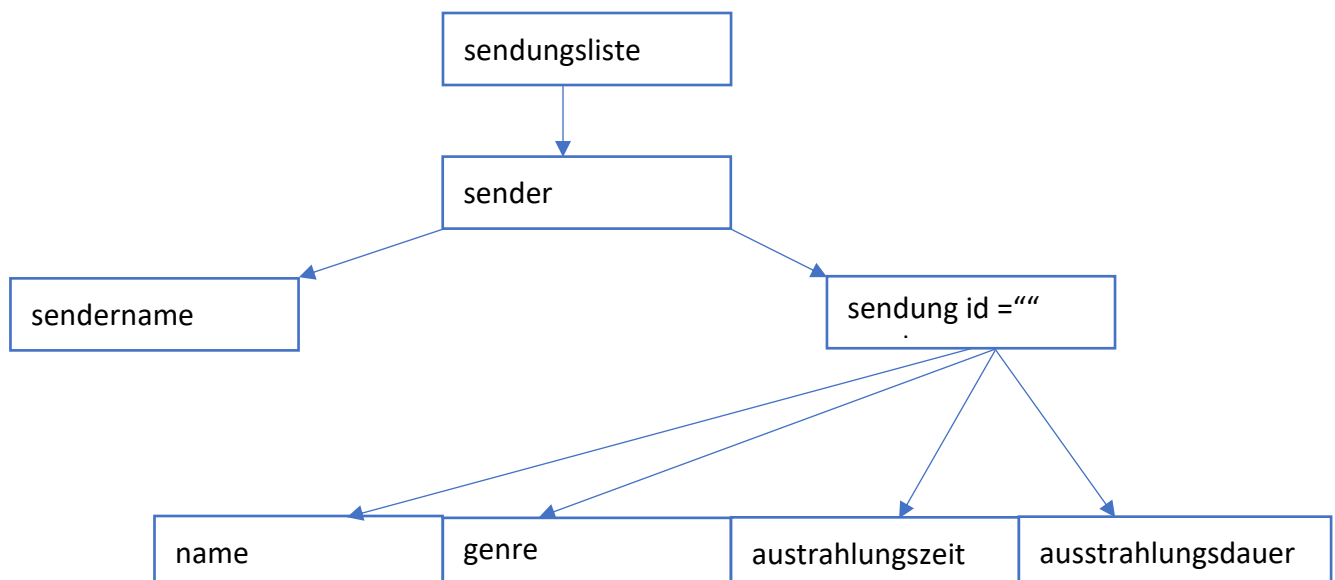 sendungsliste
sender
sendername
sendung id =““
name
genre
austrahlungszeit
ausstrahlungsdauer